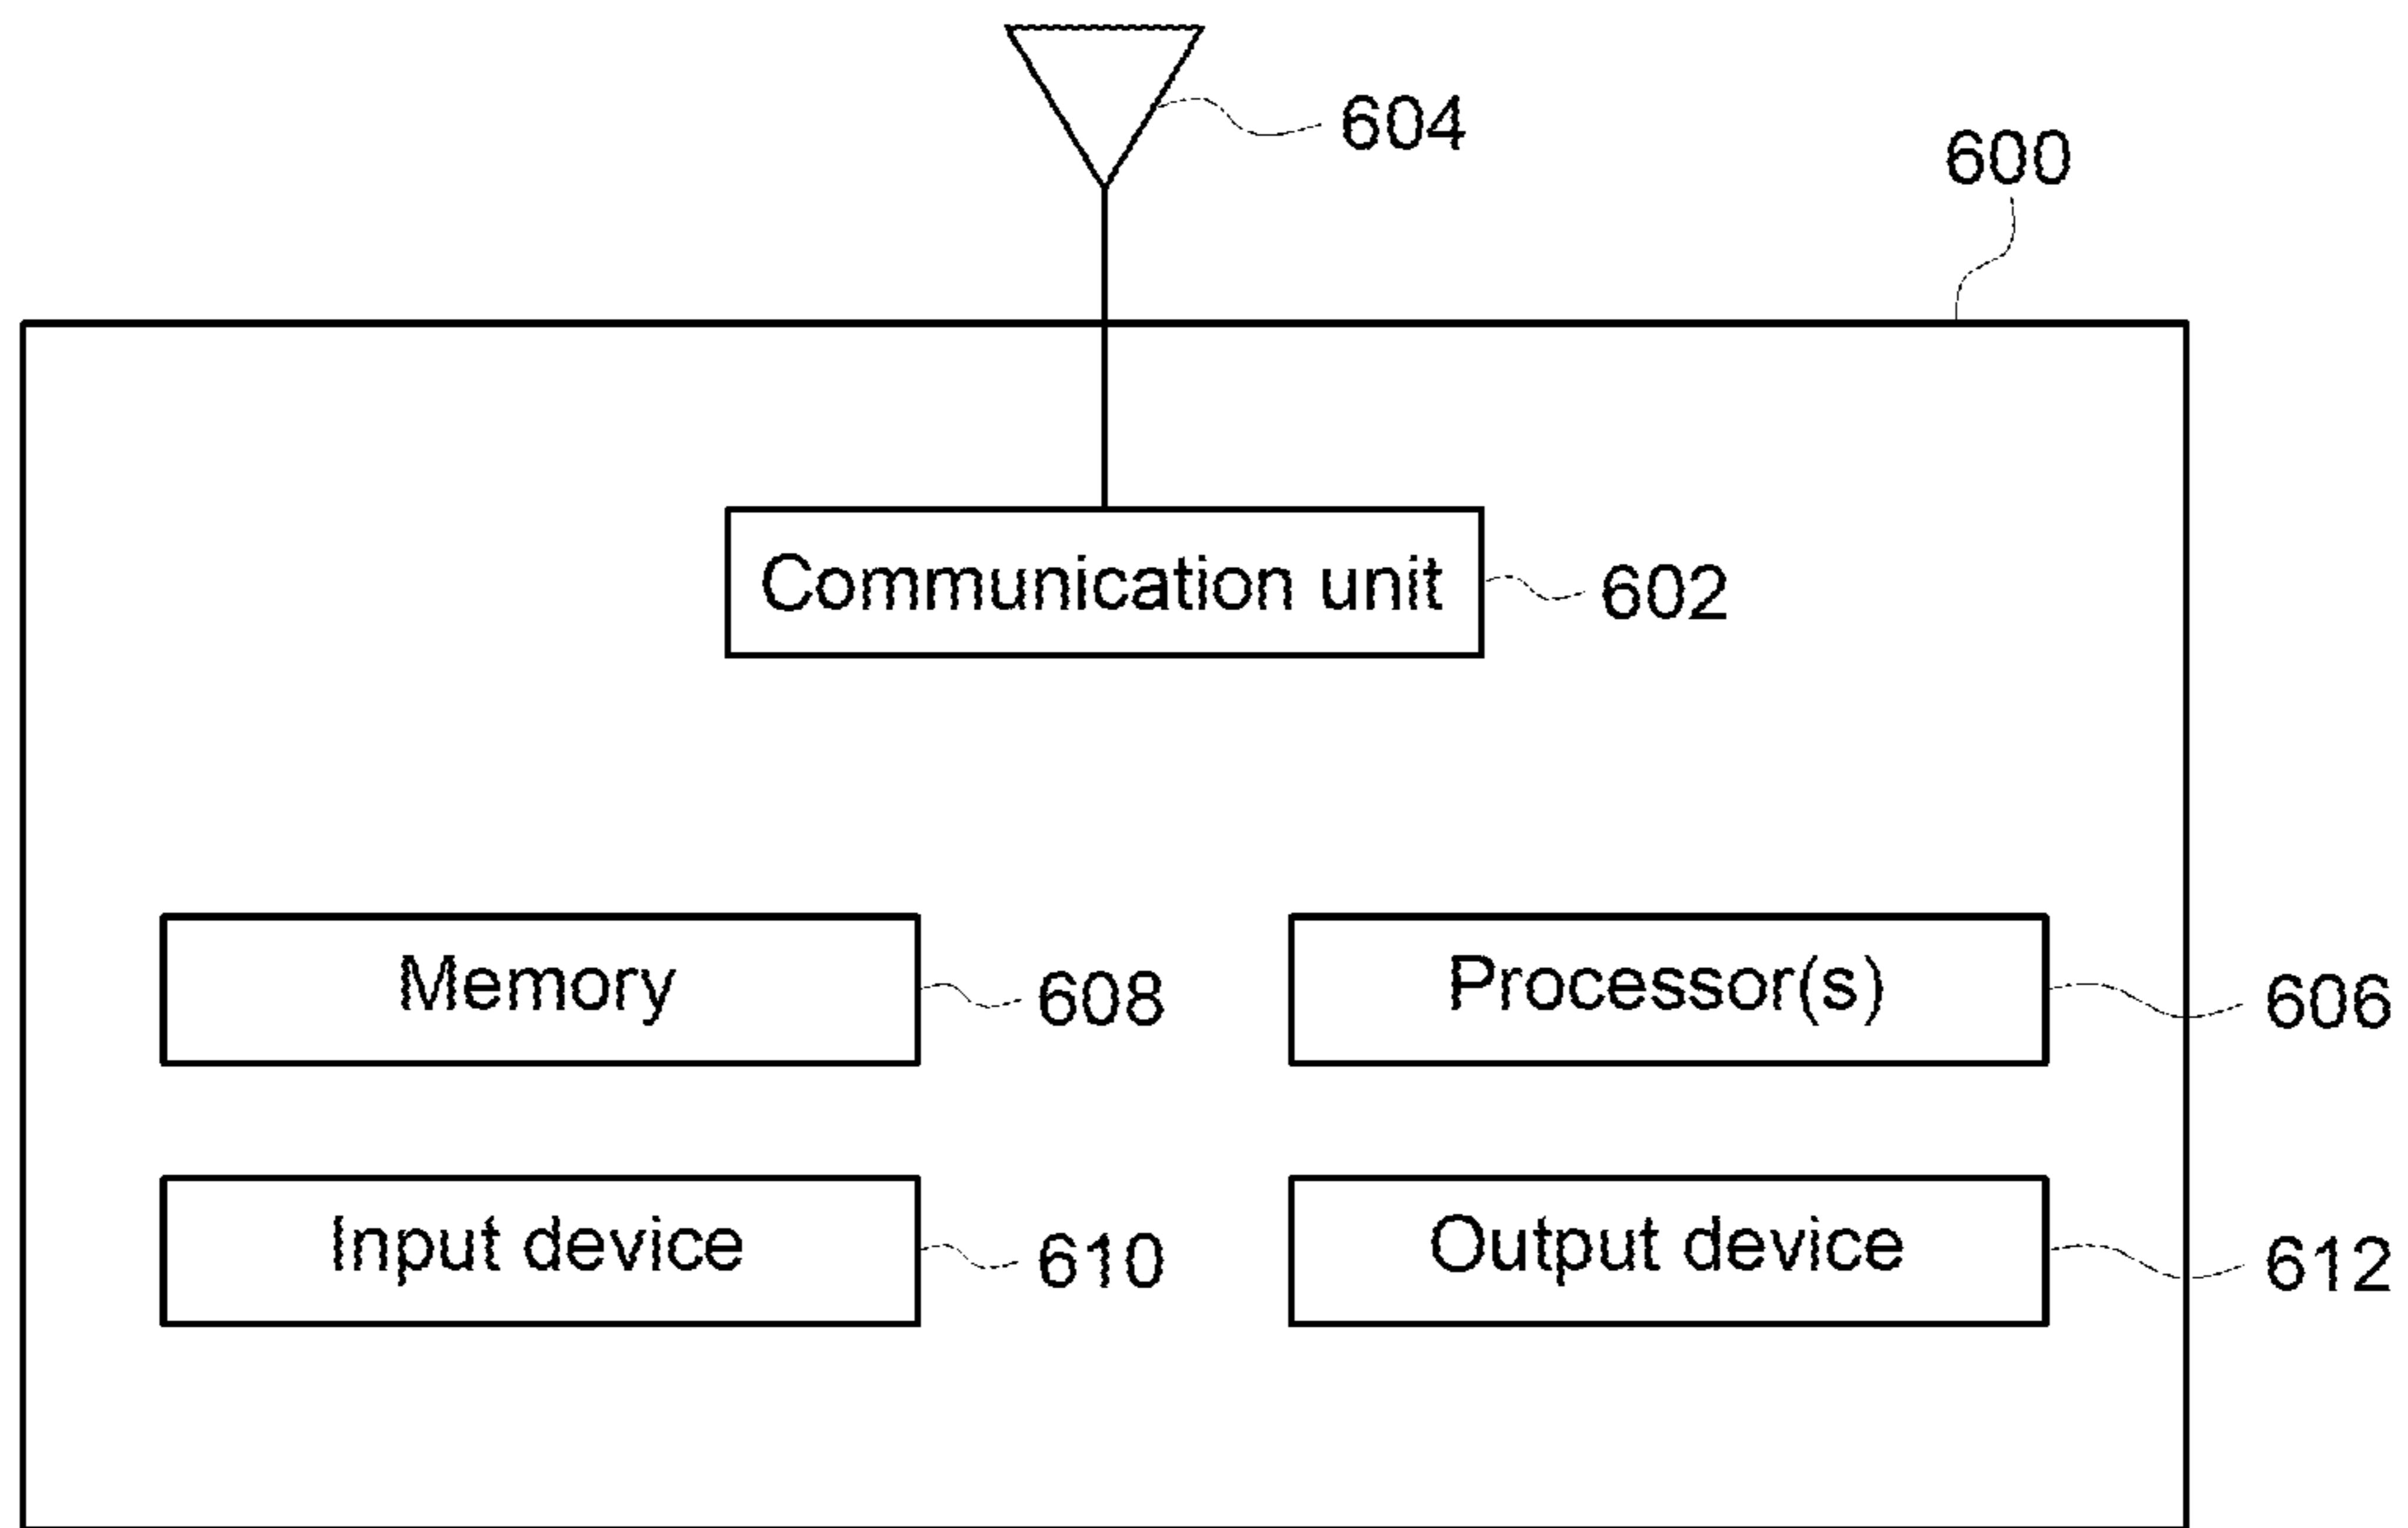 604
600
Communication unit 602
Memory 608 Processor(s) 606
Input device 610 Output device 612